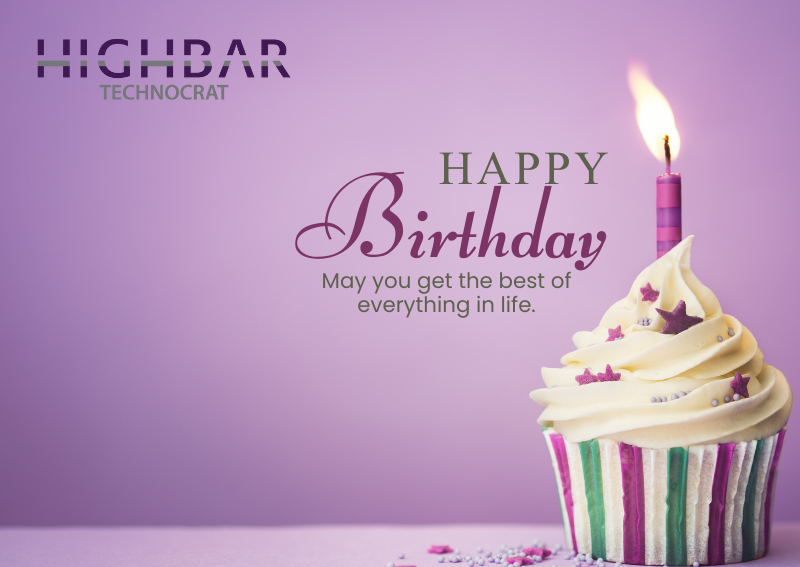 HIGHBAR
TECHNOCRAT
HAPPY
Birthday
May you get the best of
everything in life.